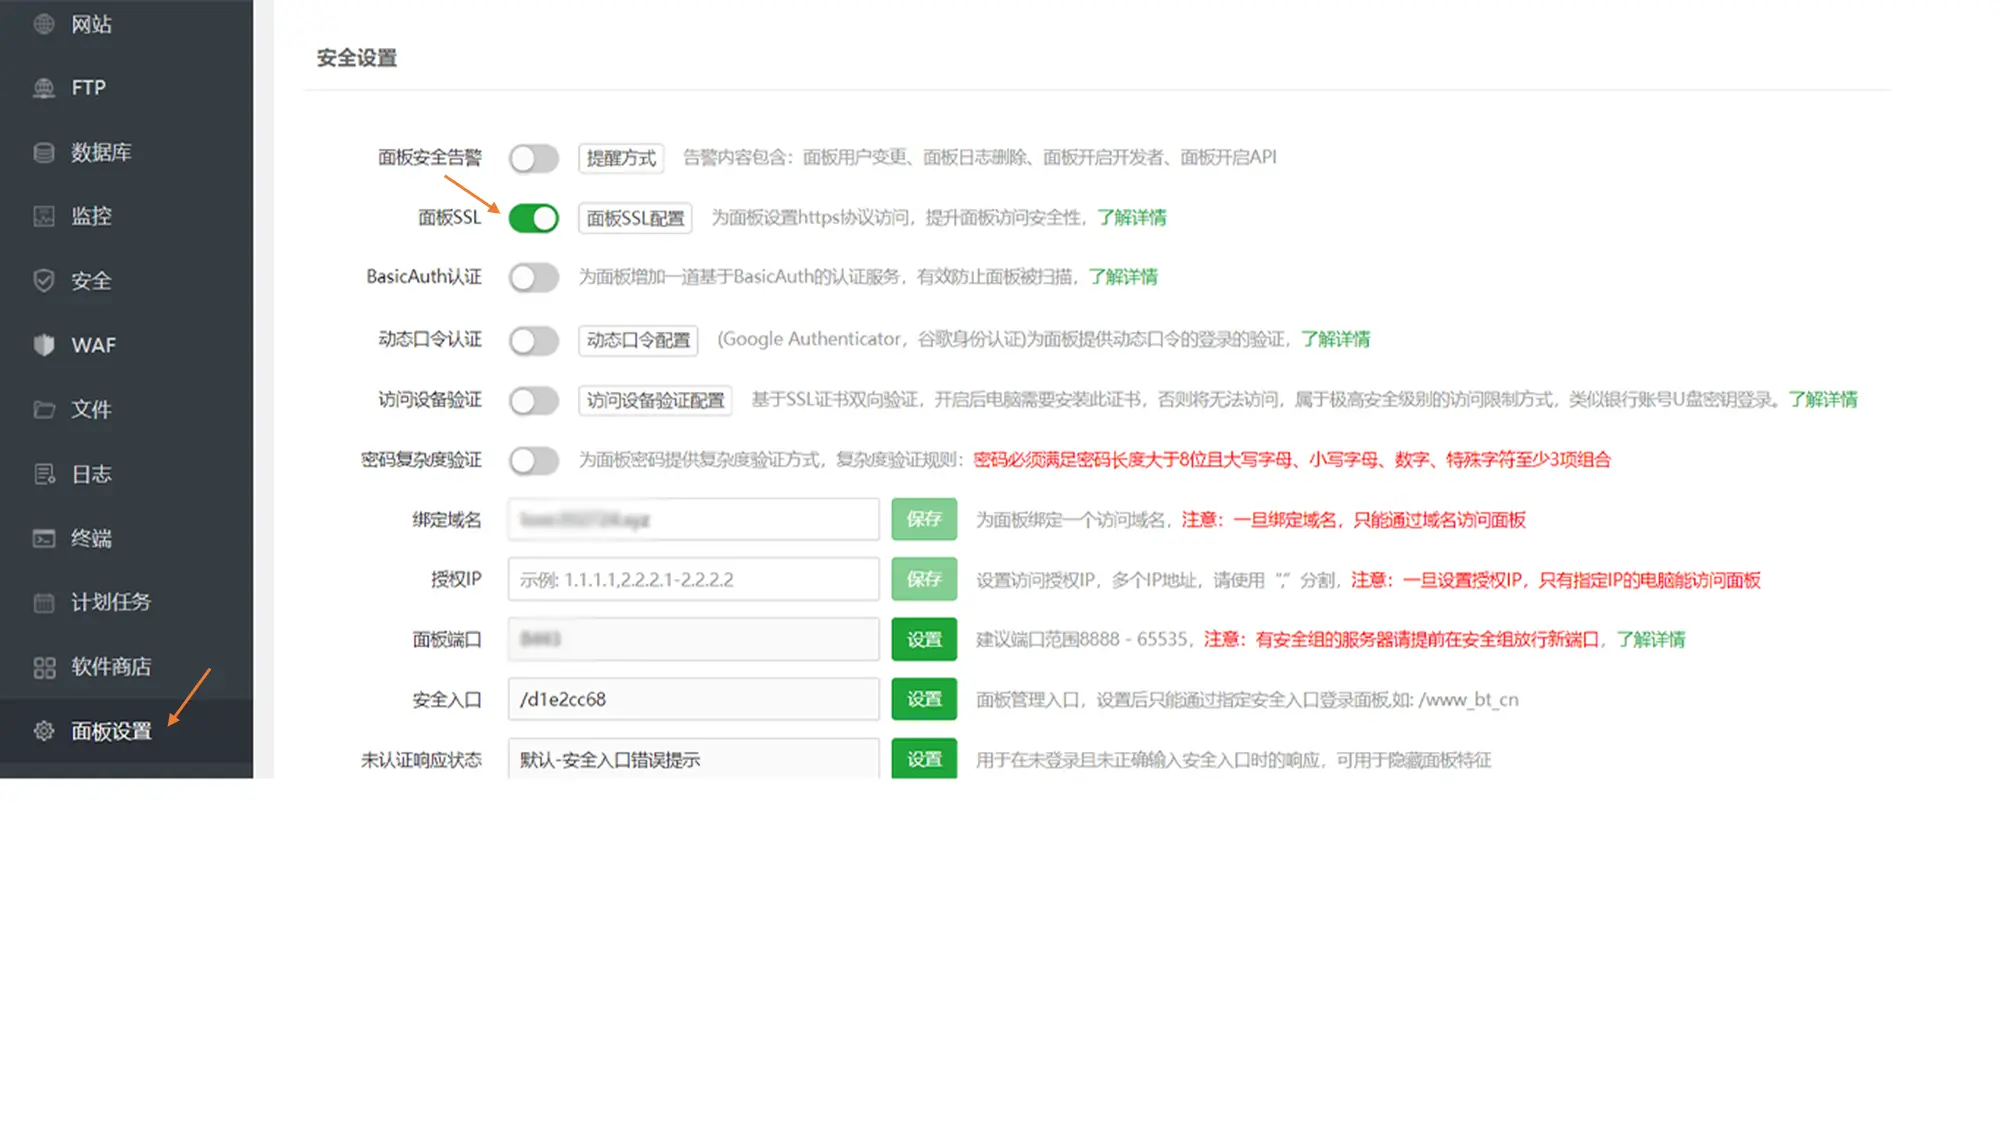 网站
FTP
数据库
监控
安全
WAF
文件
日志
终端
计划任务
软件商店
面板设置
安全设置
面板安全告警 提醒方式 告警内容包含：面板用户变更、面板日志删除、面板开启开发者、面板开启API
面板SSL 面板SSL配置 为面板设置https协议访问，提升面板访问安全性，了解详情
BasicAuth认证 为面板增加一道基于BasicAuth的认证服务，有效防止面板被扫描，了解详情
动态口令认证 动态口令配置 (Google Authenticator，谷歌身份认证)为面板提供动态口令的登录的验证，了解详情
访问设备验证 访问设备验证配置 基于SSL证书双向验证，开启后电脑需要安装此证书，否则将无法访问，属于极高安全级别的访问限制方式，类似银行账号U盘密钥登录。了解详情
密码复杂度验证 为面板密码提供复杂度验证方式，复杂度验证规则：密码必须满足密码长度大于8位且大写字母、小写字母、数字、特殊字符至少3项组合
绑定域名 保存 为面板绑定一个访问域名，注意：一旦绑定域名，只能通过域名访问面板
授权IP 示例: 1.1.1.1,2.2.2.1-2.2.2.2 保存 设置访问授权IP，多个IP地址，请使用 “,” 分割，注意：一旦设置授权IP，只有指定IP的电脑能访问面板
面板端口 设置 建议端口范围8888 - 65535，注意：有安全组的服务器请提前在安全组放行新端口，了解详情
安全入口 /d1e2cc68 设置 面板管理入口，设置后只能通过指定安全入口登录面板,如: /www_bt_cn
未认证响应状态 默认-安全入口错误提示 设置 用于在未登录且未正确输入安全入口时的响应，可用于隐藏面板特征